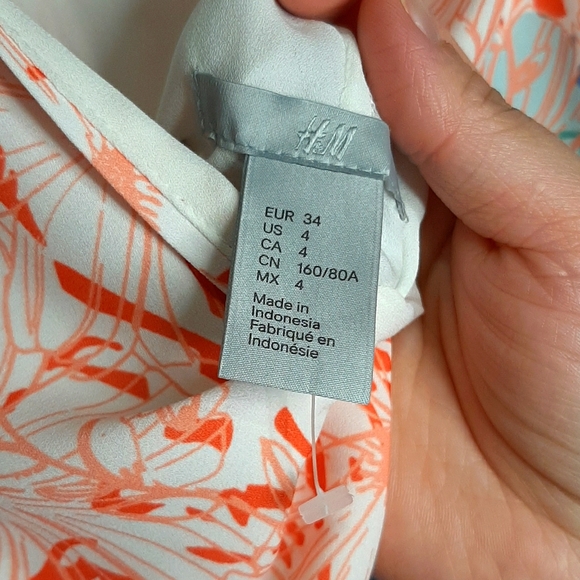 H&M
EUR 34
US 4
CA 4
CN 160/80A
MX 4
Made in
Indonesia
Fabriqué en
Indonésie